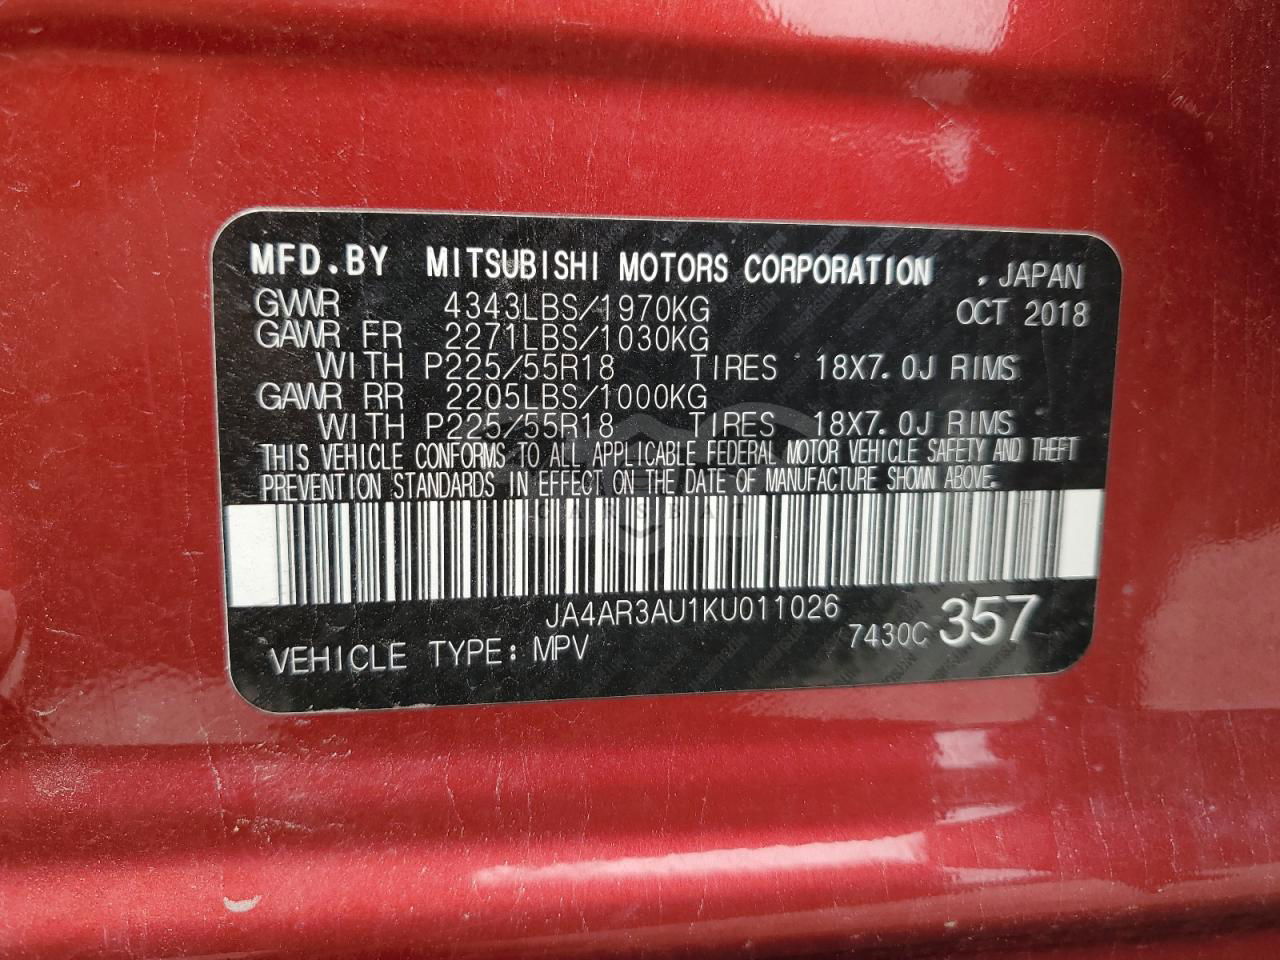 MFD.BY MITSUBISHI MOTORS CORPORATION , JAPAN
GVWR 4343LBS/1970KG OCT 2018
GAWR FR 2271LBS/1030KG
WITH P225/55R18 TIRES 18X7.0J RIMS
GAWR RR 2205LBS/1000KG
WITH P225/55R18 TIRES 18X7.0J RIMS
THIS VEHICLE CONFORMS TO ALL APPLICABLE FEDERAL MOTOR VEHICLE SAFETY AND THEFT
PREVENTION STANDARDS IN EFFECT ON THE DATE OF MANUFACTURE SHOWN ABOVE.
JA4AR3AU1KU011026
7430C 357
VEHICLE TYPE: MPV